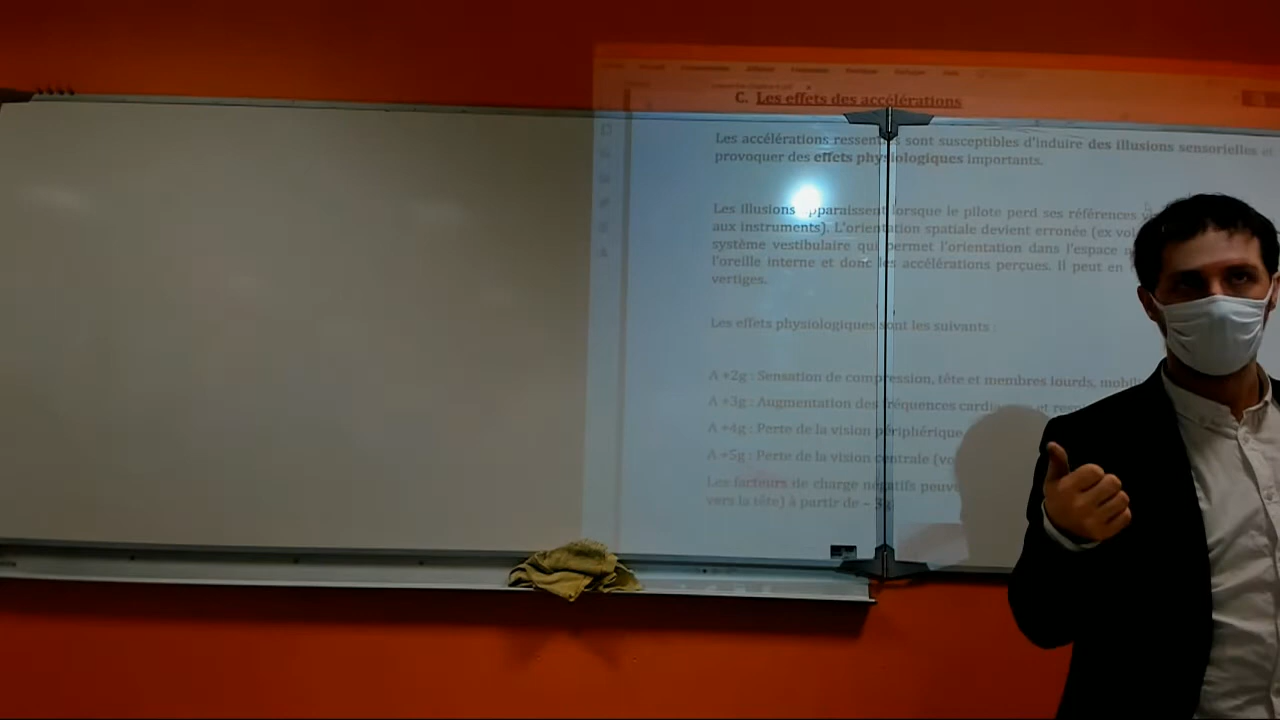 C. Les effets des accélérations
Les accélérations ressenties sont susceptibles d'induire des illusions sensorielles et
provoquer des effets physiologiques importants.
Les illusions apparaissent lorsque le pilote perd ses références
aux instruments). L'orientation spatiale devient erronée (ex vol
système vestibulaire qui permet l'orientation dans l'espace
l'oreille interne et donc les accélérations perçues. Il peut en
vertiges.
Les effets physiologiques sont les suivants :
A +2g : Sensation de compression, tête et membres lourds,
A +3g : Augmentation des fréquences et
A +4g : Perte de la vision périphérique
A +5g : Perte de la vision centrale
Les facteurs de charge négatifs
vers la tête) à partir de – 3g